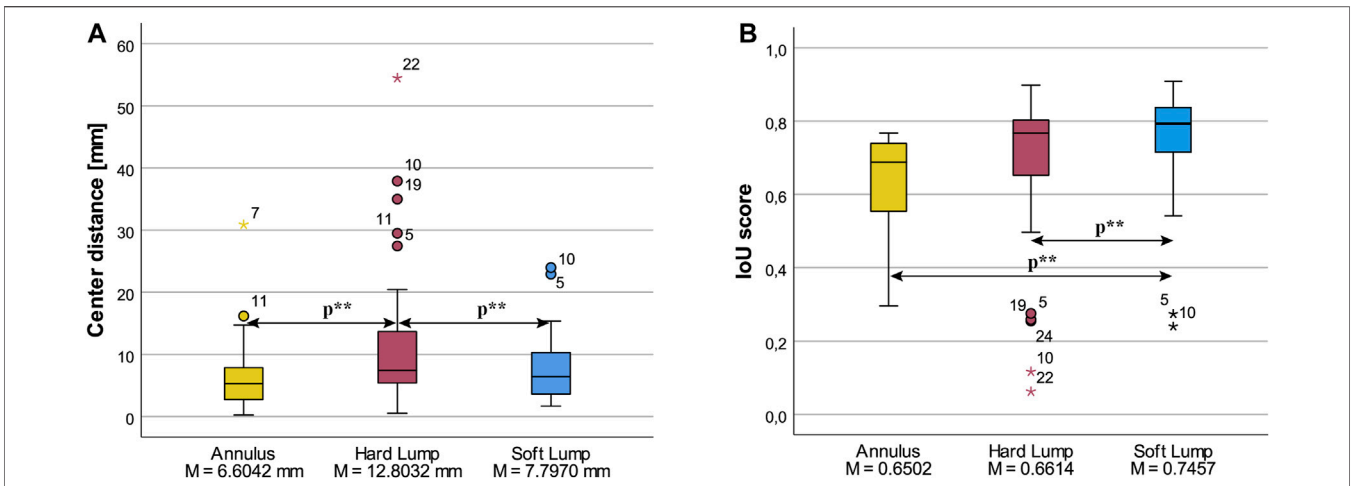 A
Center distance [mm]
60
50
40
30
20
10
0
22
10
19
11
5
7
11
10
5
p** p**
Annulus Hard Lump Soft Lump
M = 6.6042 mm M = 12.8032 mm M = 7.7970 mm
B
IoU score
1,0
0,8
0,6
0,4
0,2
0,0
p**
p**
19 5
24
10
22
5 10
Annulus Hard Lump Soft Lump
M = 0.6502 M = 0.6614 M = 0.7457